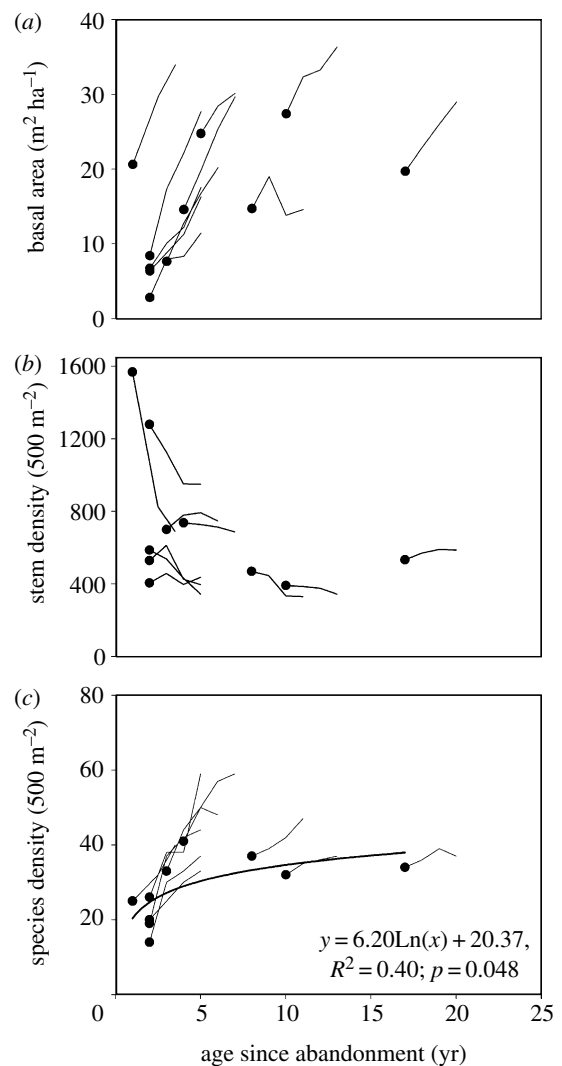 (a)
40
30
20
10
0
basal area (m² ha⁻¹)
(b)
1600
1200
800
400
0
stem density (500 m⁻²)
(c)
80
60
40
20
0
species density (500 m⁻²)
y = 6.20Ln(x) + 20.37,
R² = 0.40; p = 0.048
5 10 15 20 25
age since abandonment (yr)